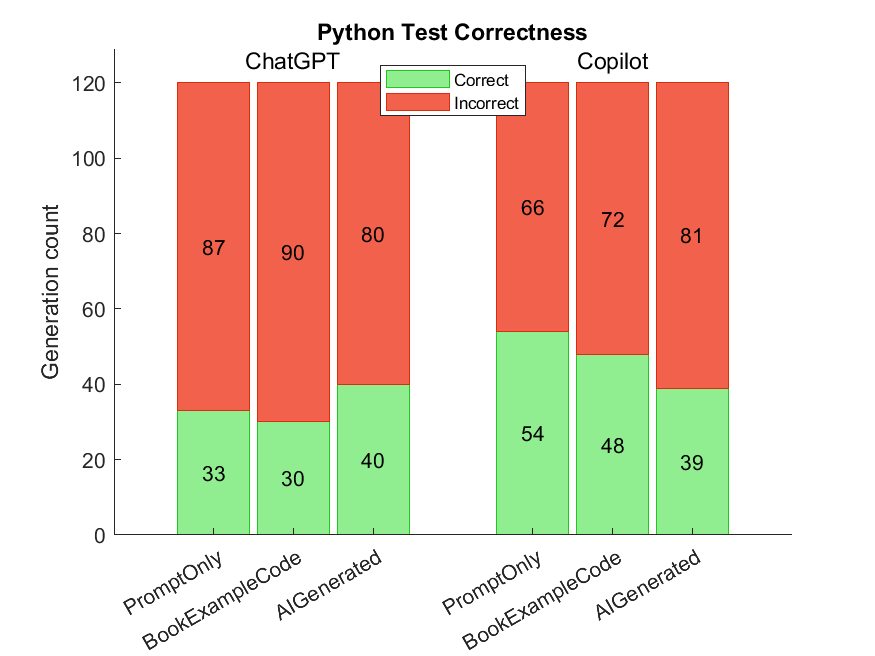 Python Test Correctness
ChatGPT
Copilot
Correct
Incorrect
Generation count
120
100
80
60
40
20
0
87
90
80
66
72
81
33
30
40
54
48
39
PromptOnly
BookExampleCode
AIGenerated
PromptOnly
BookExampleCode
AIGenerated